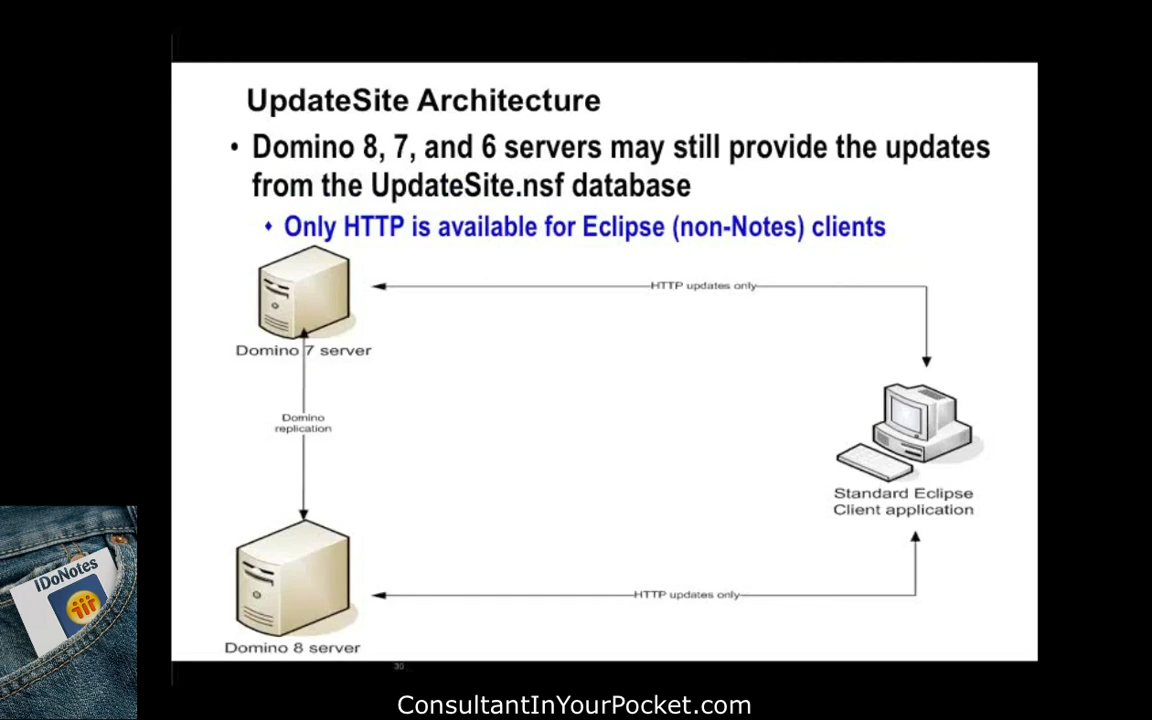 UpdateSite Architecture
• Domino 8, 7, and 6 servers may still provide the updates
from the UpdateSite.nsf database
• Only HTTP is available for Eclipse (non-Notes) clients
HTTP updates only
Domino 7 server
Domino
replication
Standard Eclipse
Client application
IDoNotes
HTTP updates only
Domino 8 server
30
ConsultantInYourPocket.com